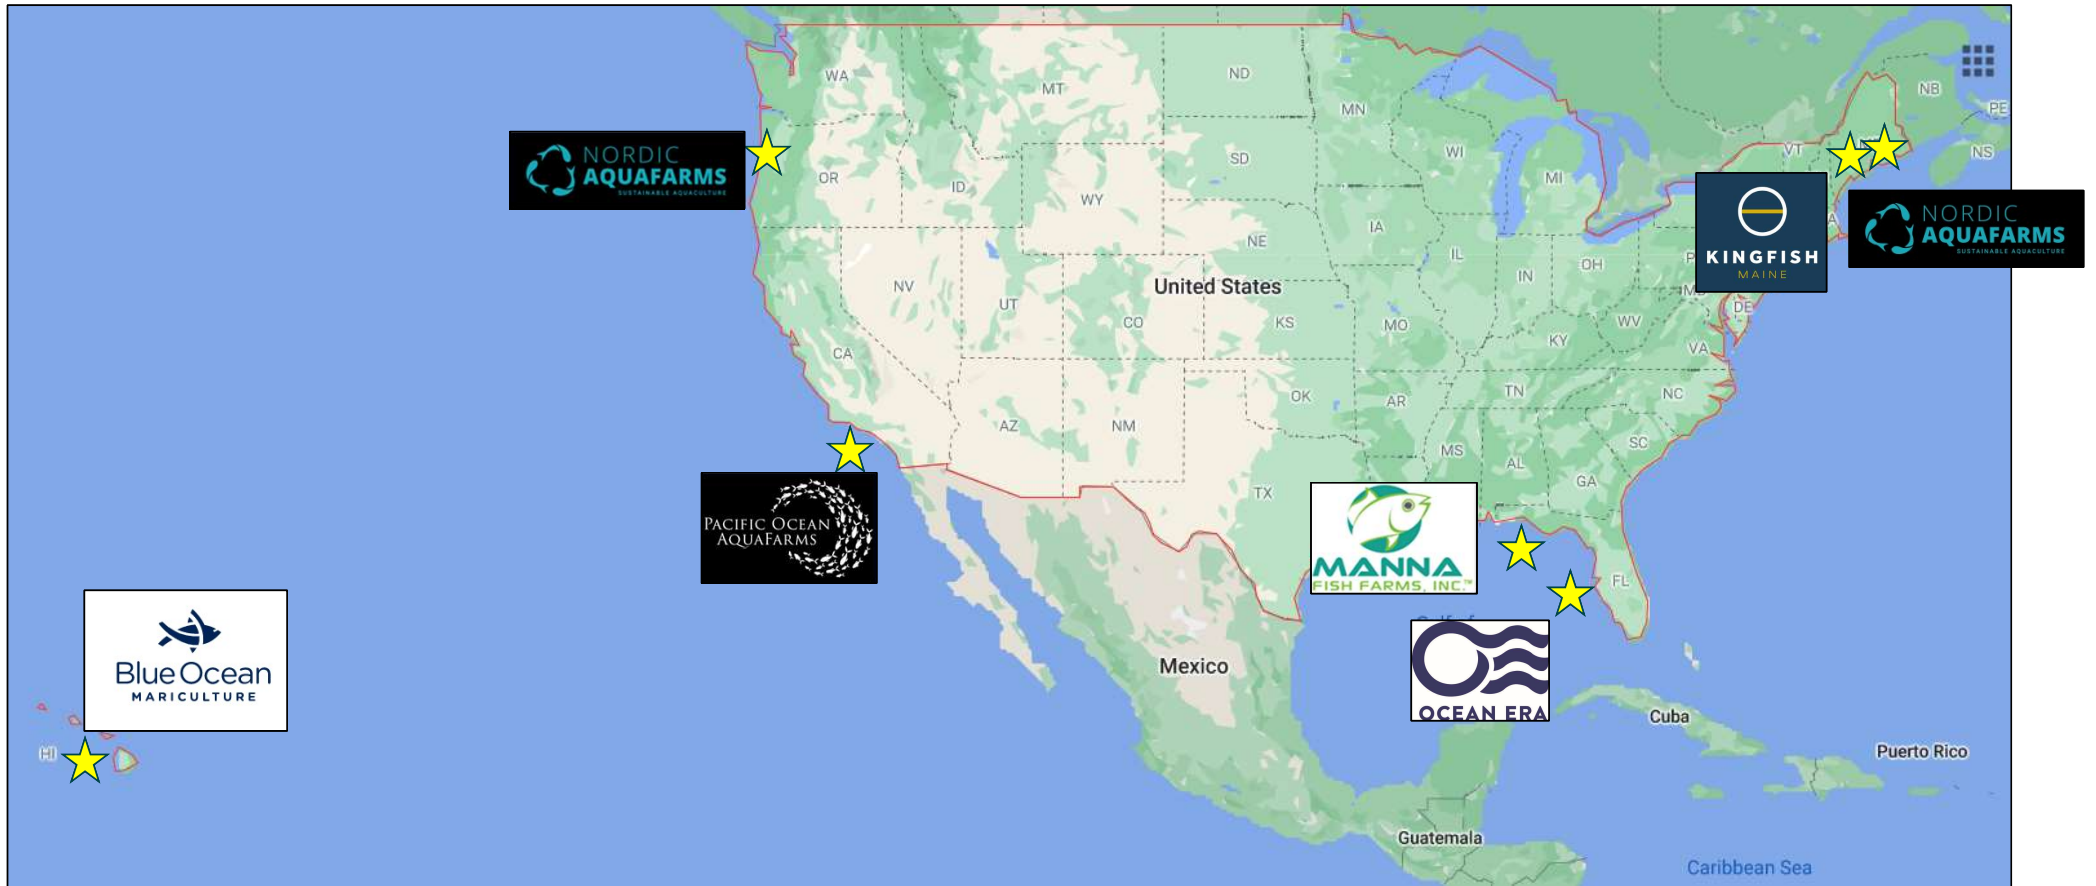 WA
MT
ND
MN
NB
PE
NORDIC
AQUAFARMS
SUSTAINABLE AQUACULTURE
OR
ID
SD
WI
MI
VT
NS
WY
IA
KINGFISH
MAINE
NORDIC
AQUAFARMS
SUSTAINABLE AQUACULTURE
NE
IL
IN
OH
NV
UT
United States
CO
KS
MO
WV
DE
KY
VA
CA
OK
AR
TN
NC
AZ
NM
MS
AL
SC
GA
TX
PACIFIC OCEAN
AQUAFARMS
MANNA
FISH FARMS, INC.™
FL
Blue Ocean
MARICULTURE
OCEAN ERA
Mexico
Cuba
HI
Puerto Rico
Guatemala
Caribbean Sea